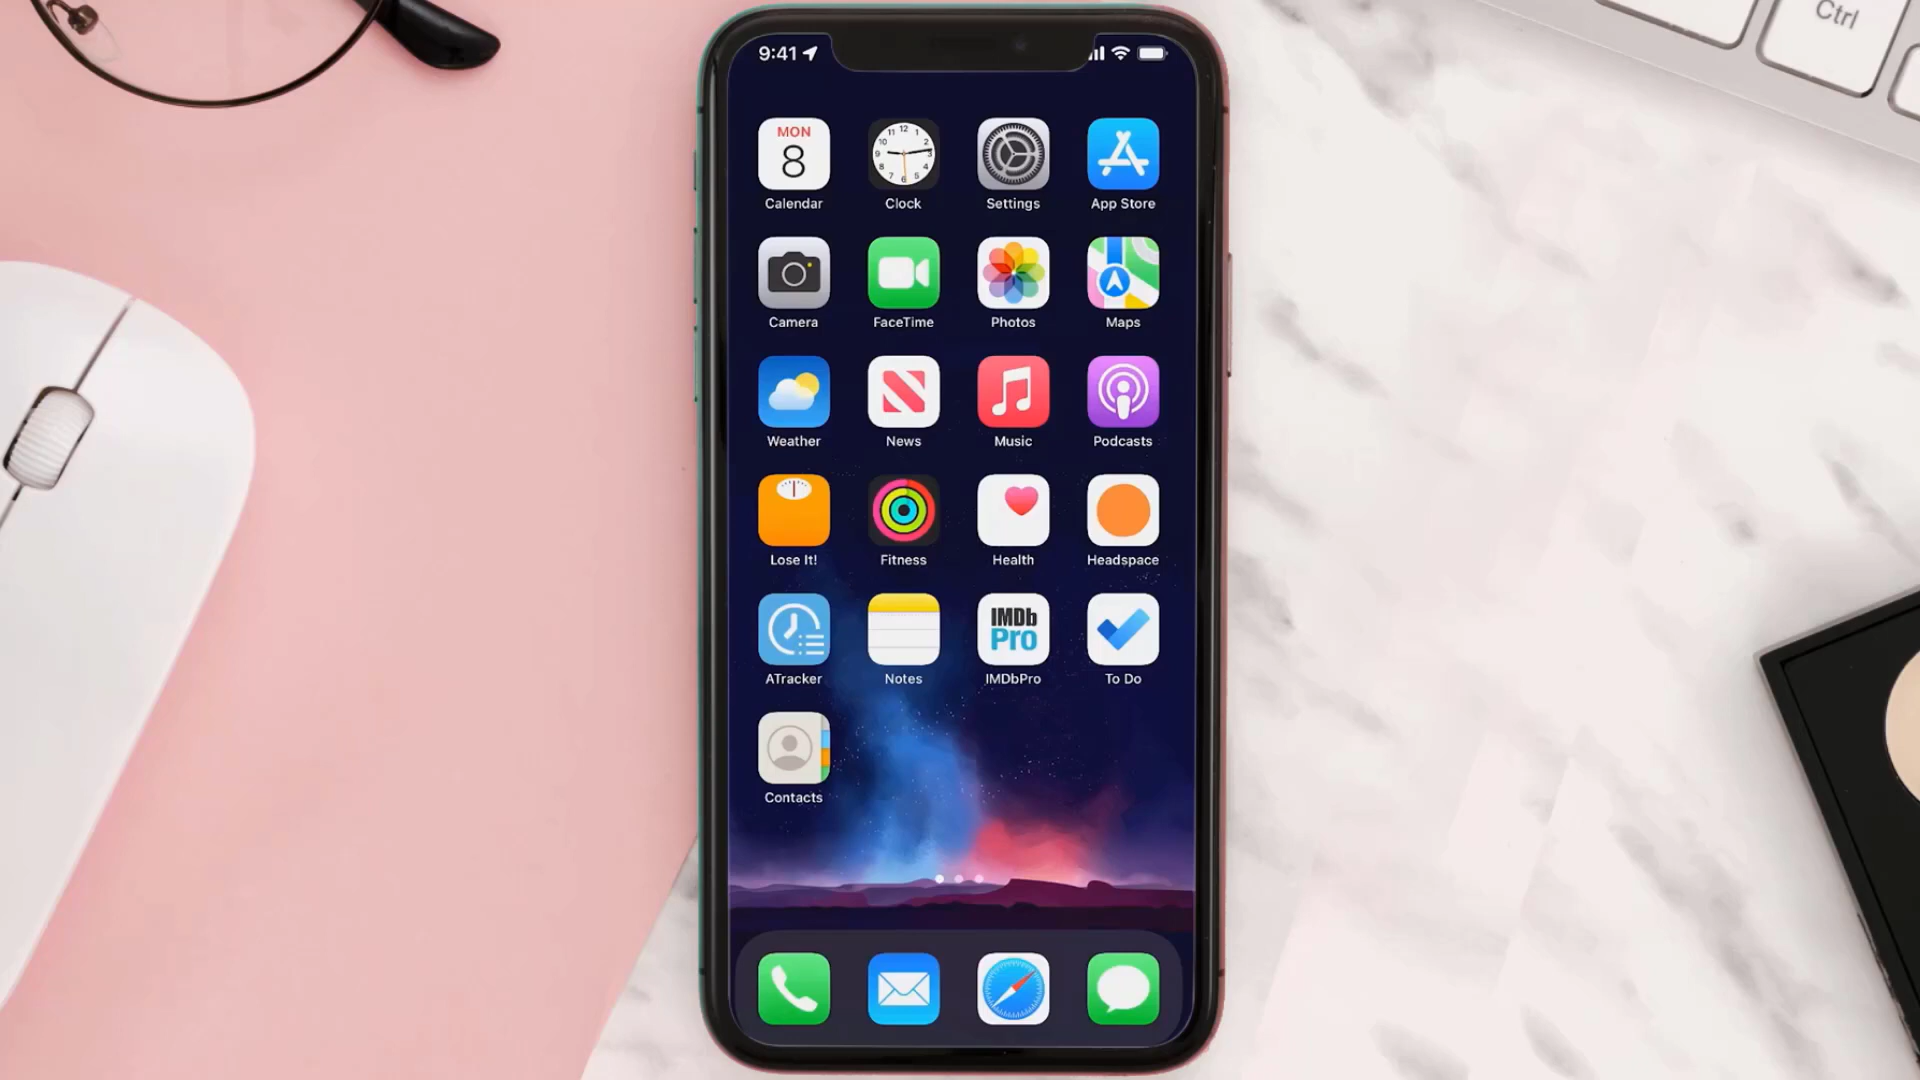 Ctrl
9:41
MON
8
Calendar
Clock
Settings
App Store
Camera
FaceTime
Photos
Maps
Weather
News
Music
Podcasts
Lose It!
Fitness
Health
Headspace
IMDb
Pro
ATracker
Notes
IMDbPro
To Do
Contacts